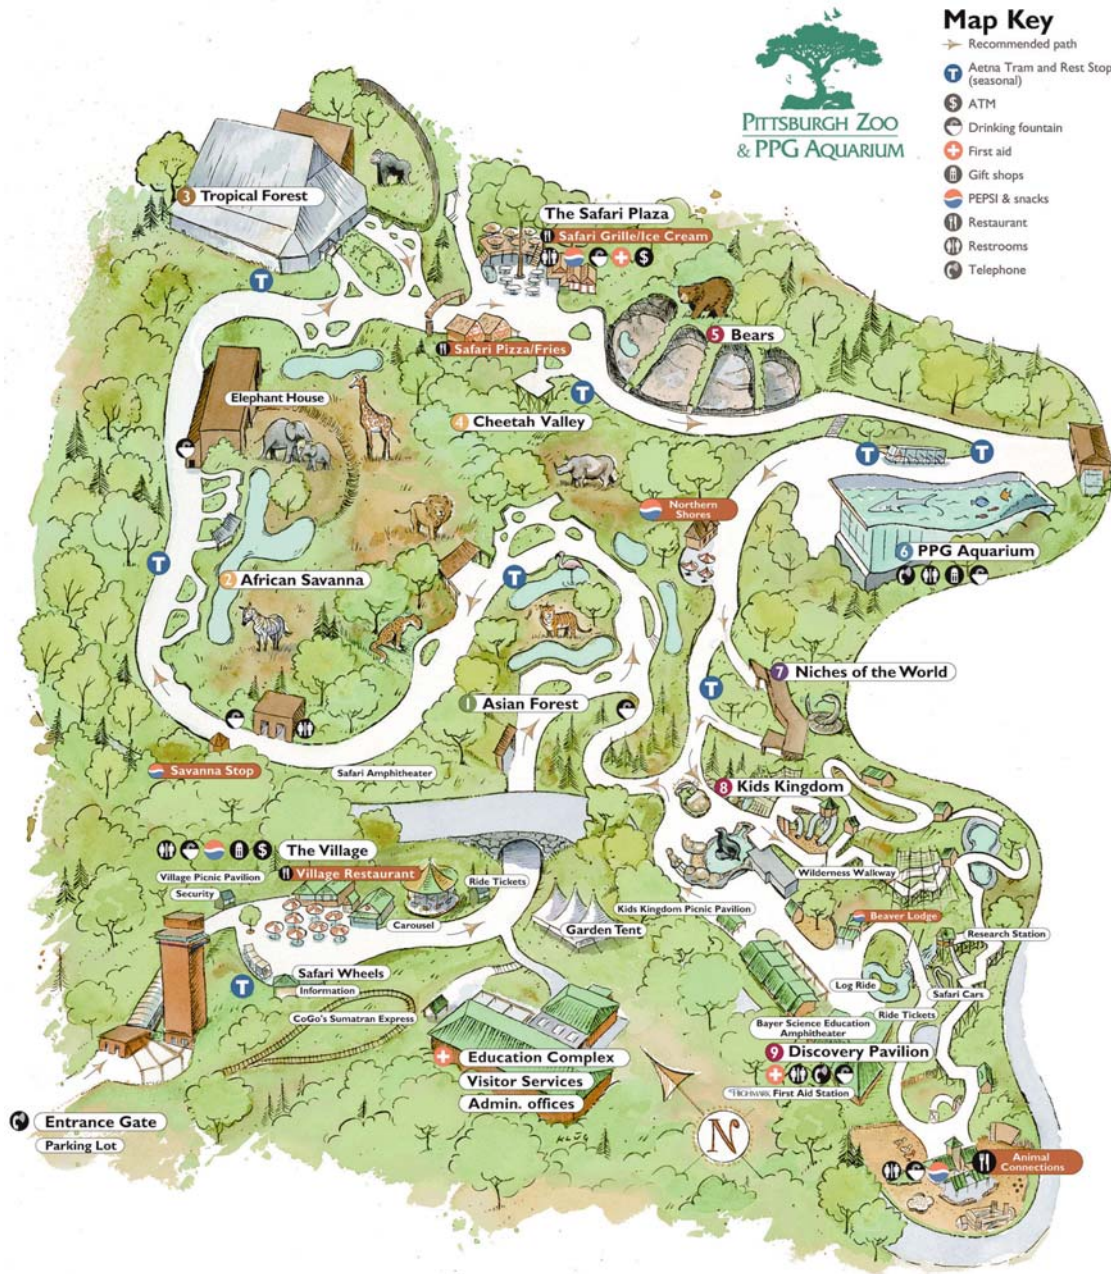 PITTSBURGH ZOO
& PPG AQUARIUM
Map Key
Recommended path
T Aetna Tram and Rest Stop
(seasonal)
$ ATM
Drinking fountain
First aid
Gift shops
PEPSI & snacks
Restaurant
Restrooms
Telephone
3 Tropical Forest
The Safari Plaza
Safari Grille/Ice Cream
$
T
5 Bears
Safari Pizza/Fries
Elephant House
T
4 Cheetah Valley
T
T
Northern
Shores
6 PPG Aquarium
T
2 African Savanna
T
7 Niches of the World
T
1 Asian Forest
Savanna Stop
Safari Amphitheater
8 Kids Kingdom
$ The Village
Village Picnic Pavilion
Village Restaurant
Security
Ride Tickets
Wilderness Walkway
Carousel
Kids Kingdom Picnic Pavilion
Beaver Lodge
Garden Tent
Research Station
Safari Wheels
T
Information
Log Ride
Safari Cars
CoGo's Sumatran Express
Ride Tickets
Bayer Science Education
Amphitheater
Education Complex
9 Discovery Pavilion
Visitor Services
HIGHMARK First Aid Station
Admin. offices
Entrance Gate
N
KLUG
Parking Lot
Animal
Connections